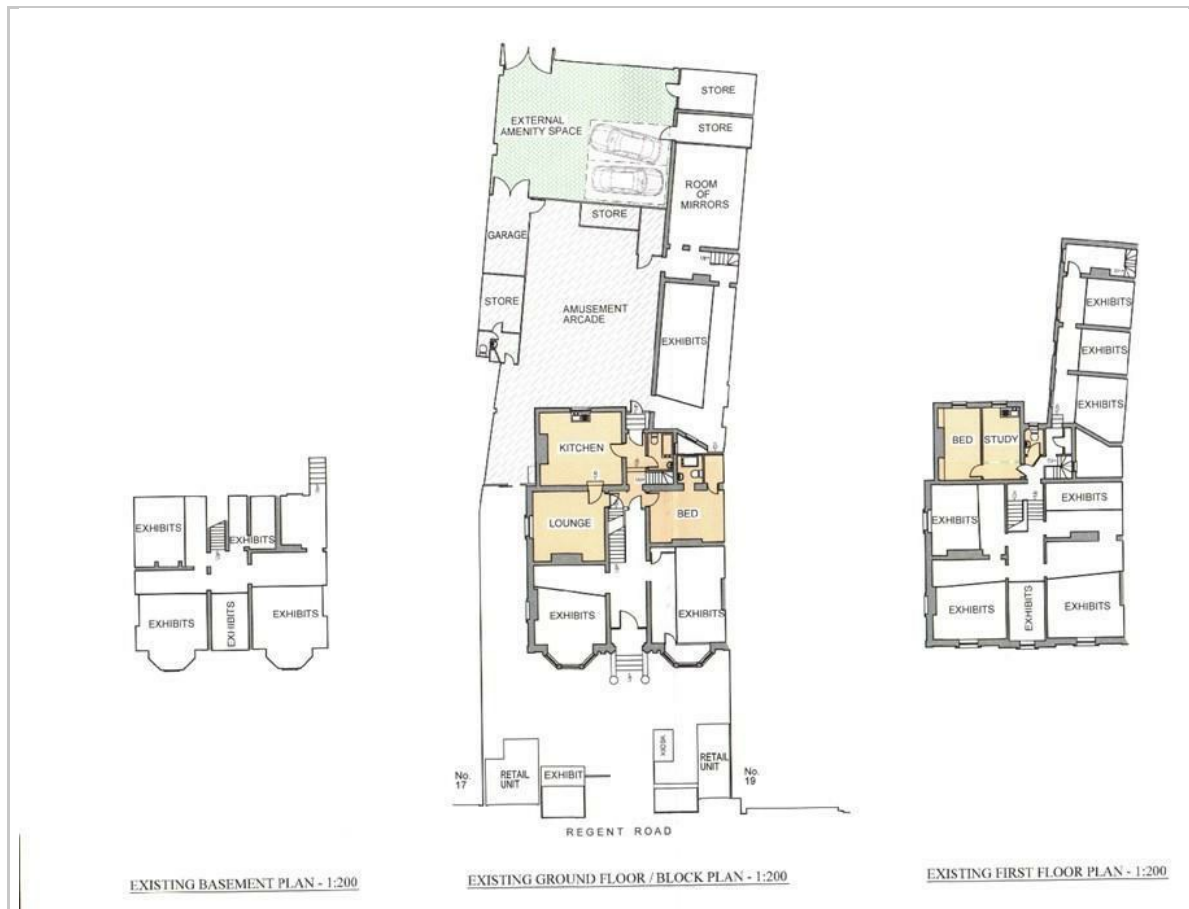 STORE
STORE
EXTERNAL
AMENITY SPACE
ROOM
OF
MIRRORS
STORE
GARAGE
STORE
AMUSEMENT
ARCADE
EXHIBITS
KITCHEN
LOUNGE
BED
EXHIBITS
EXHIBITS
No.
17
RETAIL
UNIT
EXHIBIT
KIOSK
RETAIL
UNIT
No.
19
REGENT ROAD
EXISTING GROUND FLOOR / BLOCK PLAN - 1:200
EXHIBITS
EXHIBITS
EXHIBITS
EXHIBITS
EXHIBITS
EXISTING BASEMENT PLAN - 1:200
EXHIBITS
EXHIBITS
EXHIBITS
BED
STUDY
EXHIBITS
EXHIBITS
EXHIBITS
EXHIBITS
EXHIBITS
EXISTING FIRST FLOOR PLAN - 1:200